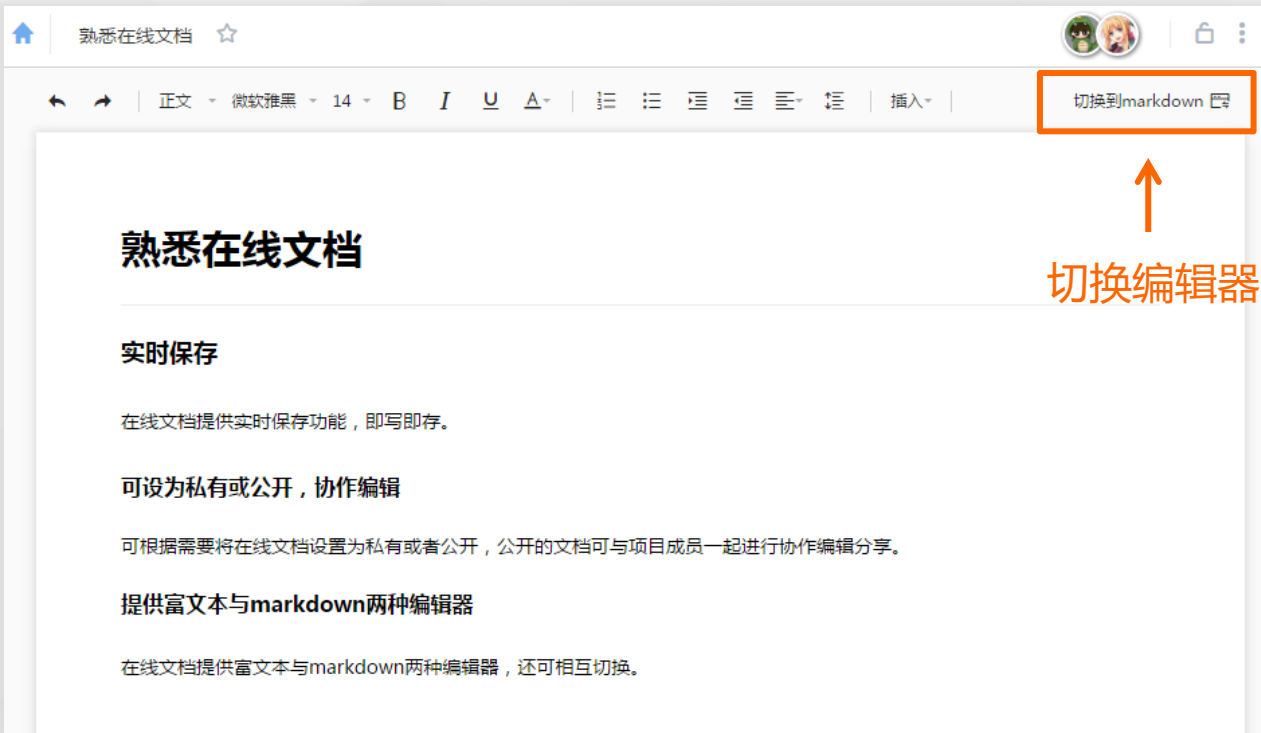 熟悉在线文档
正文 微软雅黑 14 B I U A 插入 切换到markdown
切换编辑器
熟悉在线文档
实时保存
在线文档提供实时保存功能，即写即存。
可设为私有或公开，协作编辑
可根据需要将在线文档设置为私有或者公开，公开的文档可与项目成员一起进行协作编辑分享。
提供富文本与markdown两种编辑器
在线文档提供富文本与markdown两种编辑器，还可相互切换。